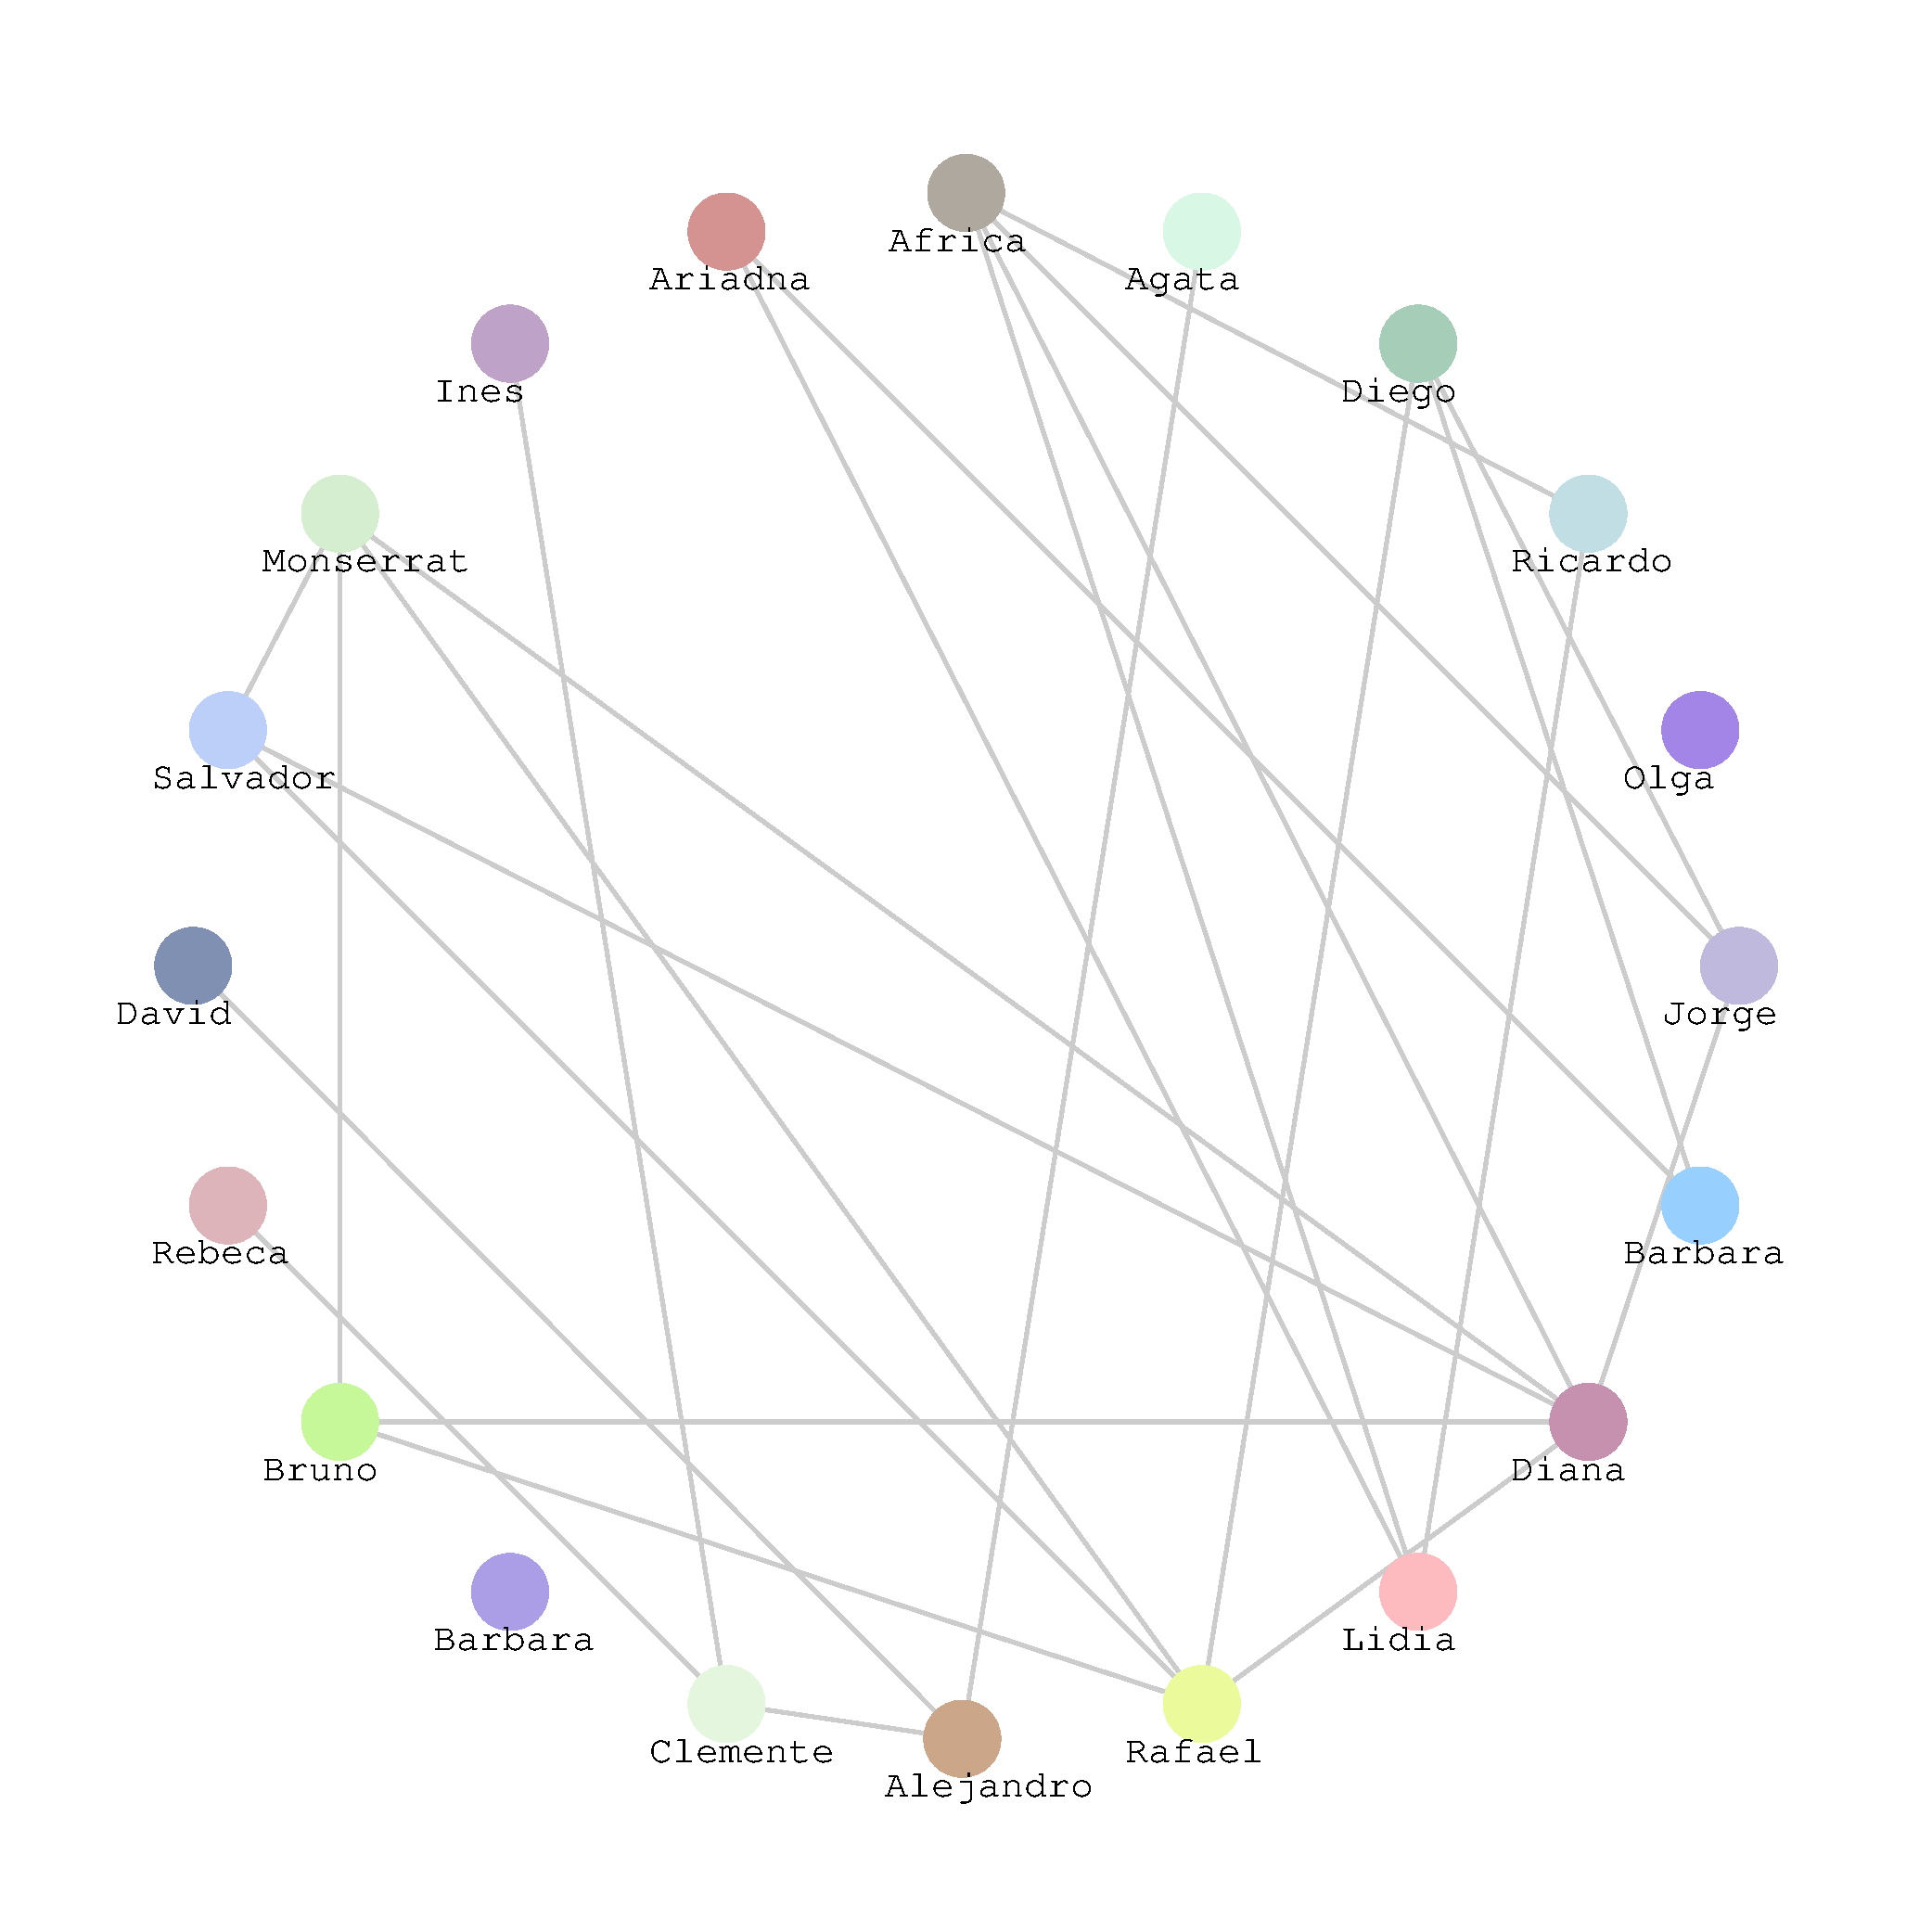 Africa
Ariadna
Agata
Ines
Diego
Monserrat
Ricardo
Salvador
Olga
David
Jorge
Rebeca
Barbara
Bruno
Diana
Barbara
Lidia
Clemente
Rafael
Alejandro